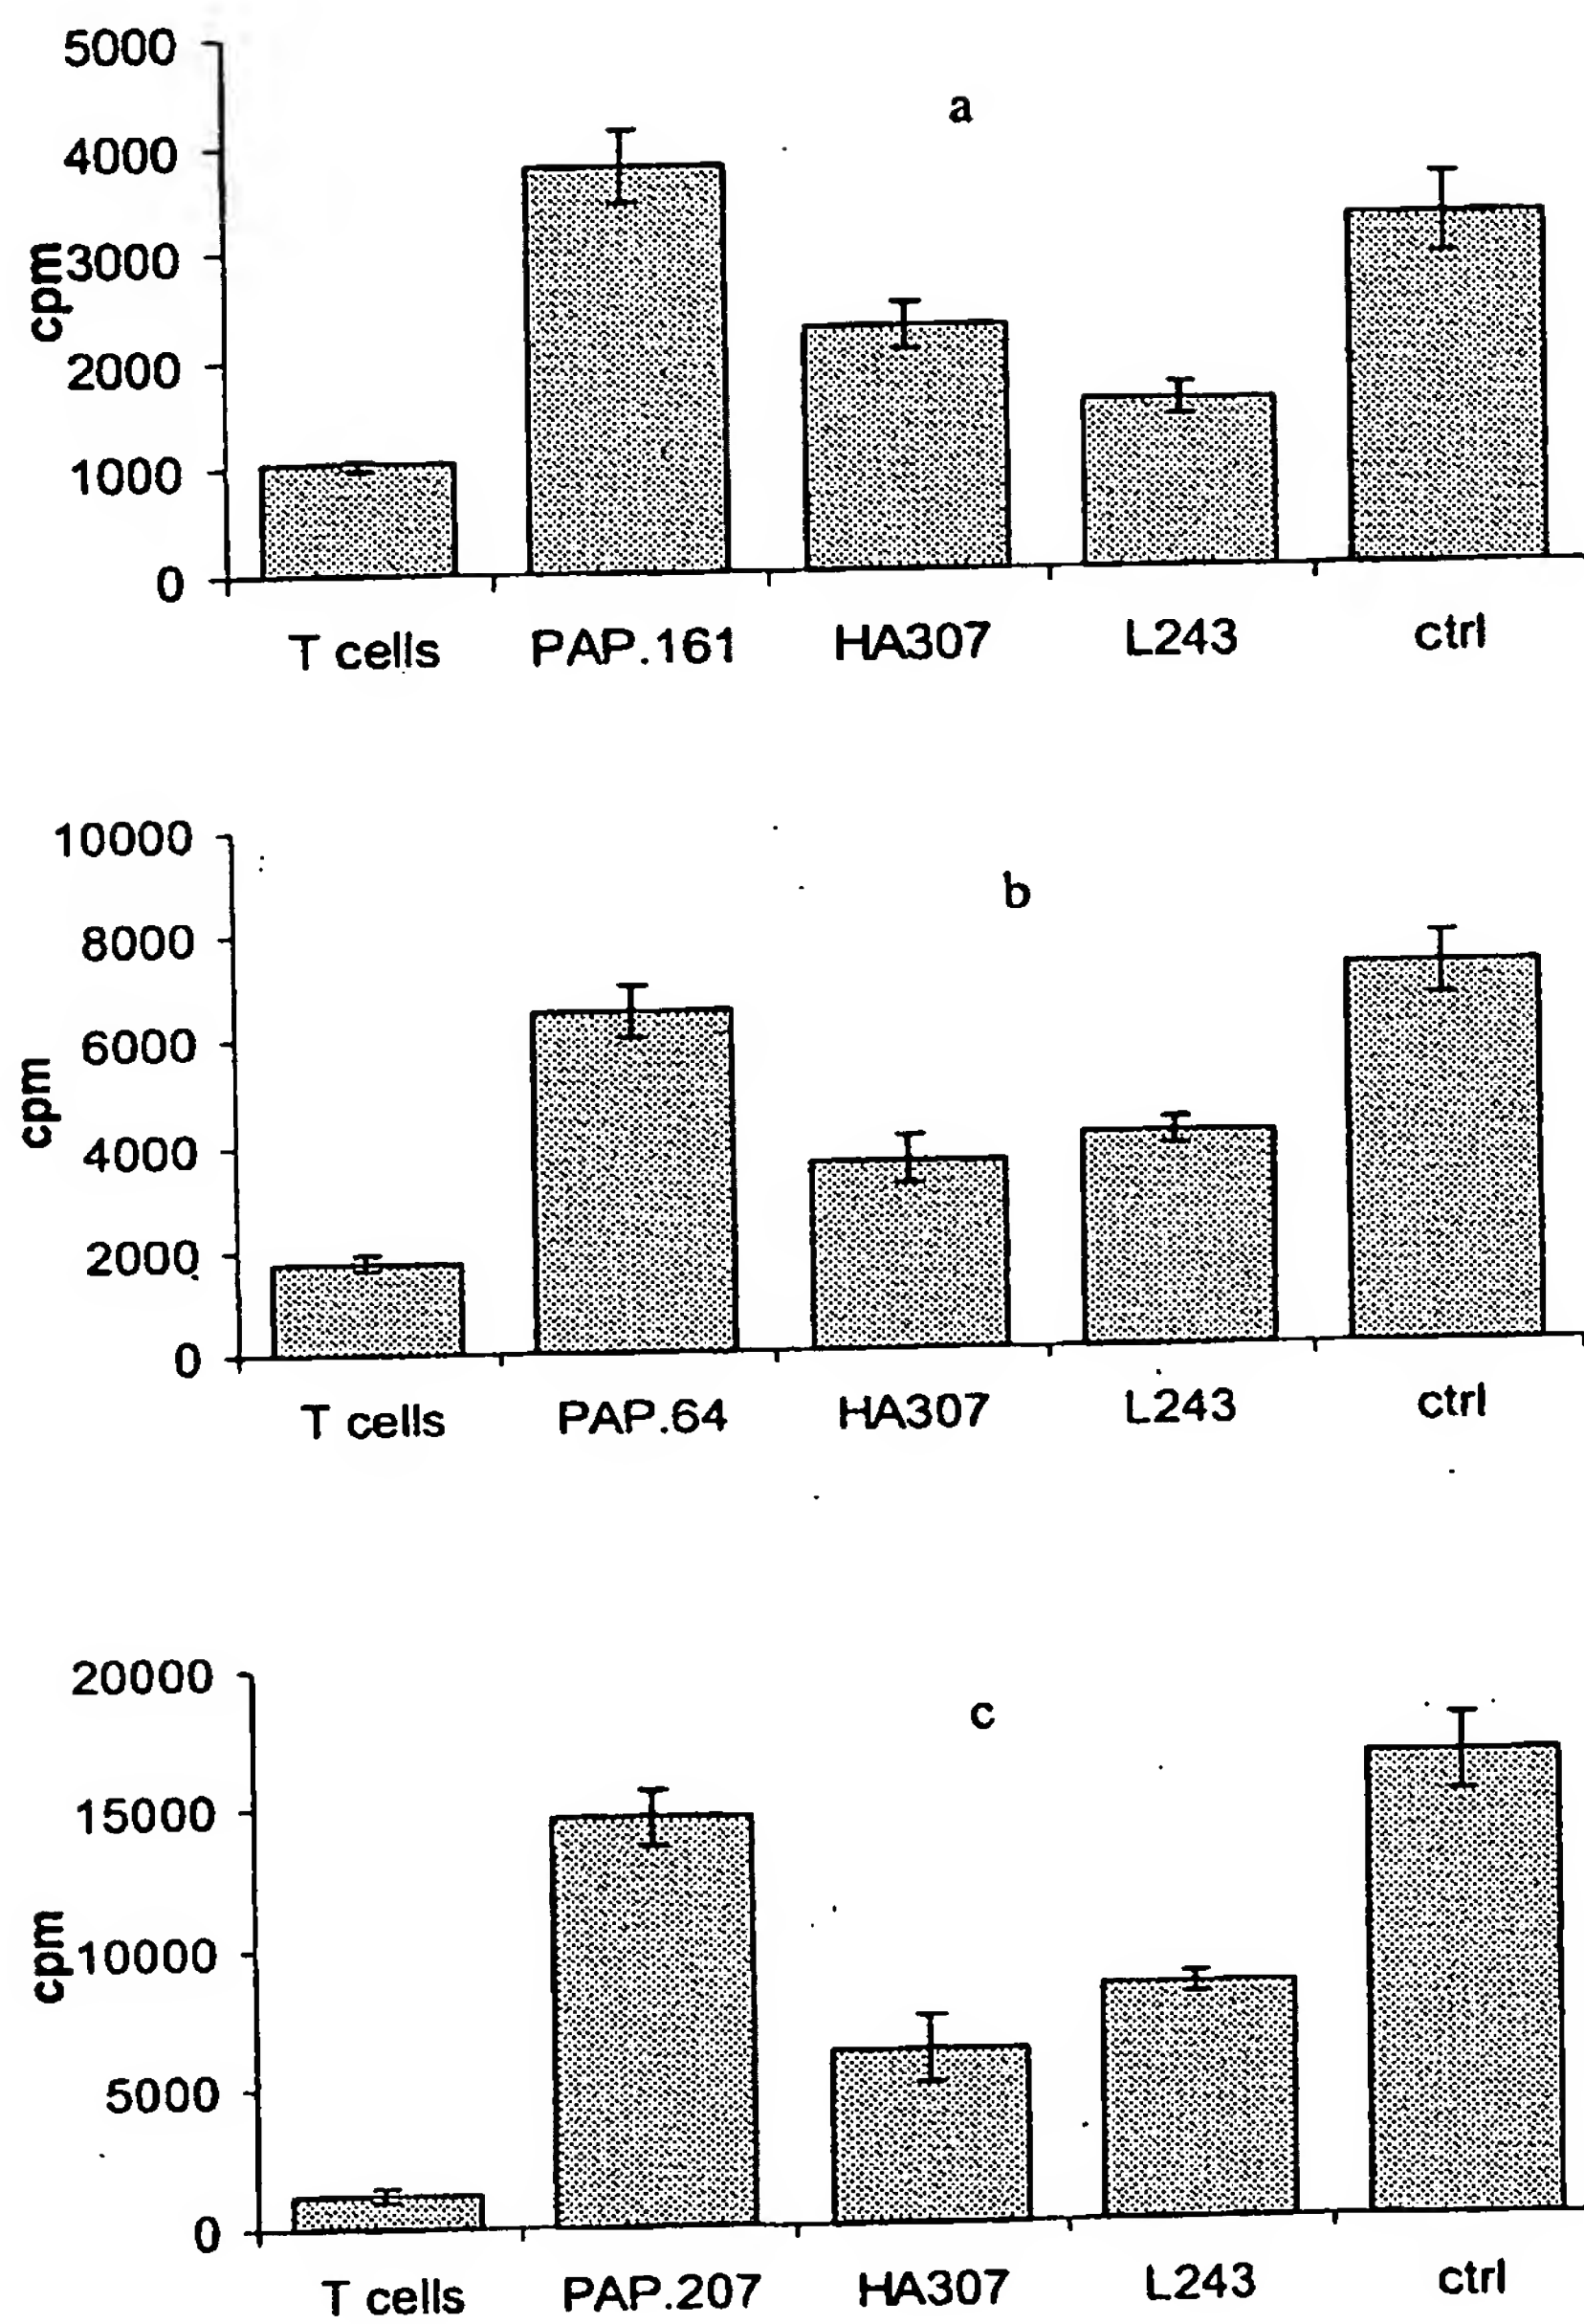 5000
a
4000
cpm
3000
2000
1000
0
T cells PAP.161 HA307 L243 ctrl
10000
b
8000
6000
cpm
4000
2000
0
T cells PAP.64 HA307 L243 ctrl
20000
c
15000
cpm
10000
5000
0
T cells PAP.207 HA307 L243 ctrl